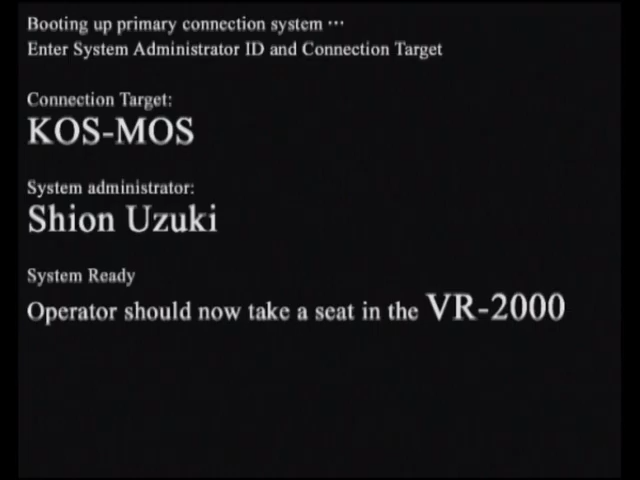 Booting up primary connection system ···
Enter System Administrator ID and Connection Target
Connection Target:
KOS-MOS
System administrator:
Shion Uzuki
System Ready
Operator should now take a seat in the VR-2000